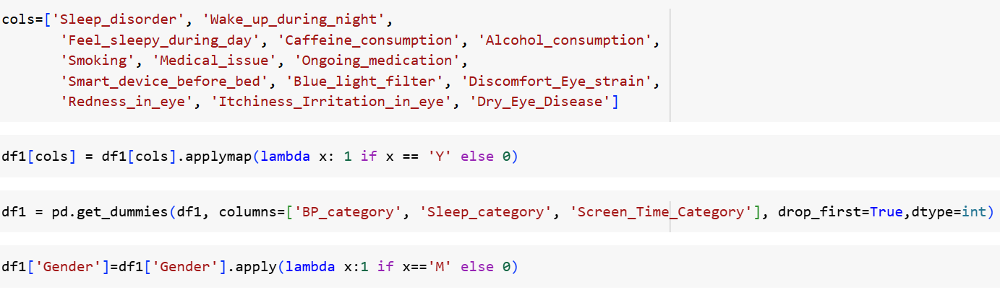 cols=['Sleep_disorder', 'Wake_up_during_night',
'Feel_sleepy_during_day', 'Caffeine_consumption', 'Alcohol_consumption',
'Smoking', 'Medical_issue', 'Ongoing_medication',
'Smart_device_before_bed', 'Blue_light_filter', 'Discomfort_Eye_strain',
'Redness_in_eye', 'Itchiness_Irritation_in_eye', 'Dry_Eye_Disease']
df1[cols] = df1[cols].applymap(lambda x: 1 if x == 'Y' else 0)
df1 = pd.get_dummies(df1, columns=['BP_category', 'Sleep_category', 'Screen_Time_Category'], drop_first=True,dtype=int)
df1['Gender']=df1['Gender'].apply(lambda x:1 if x=='M' else 0)